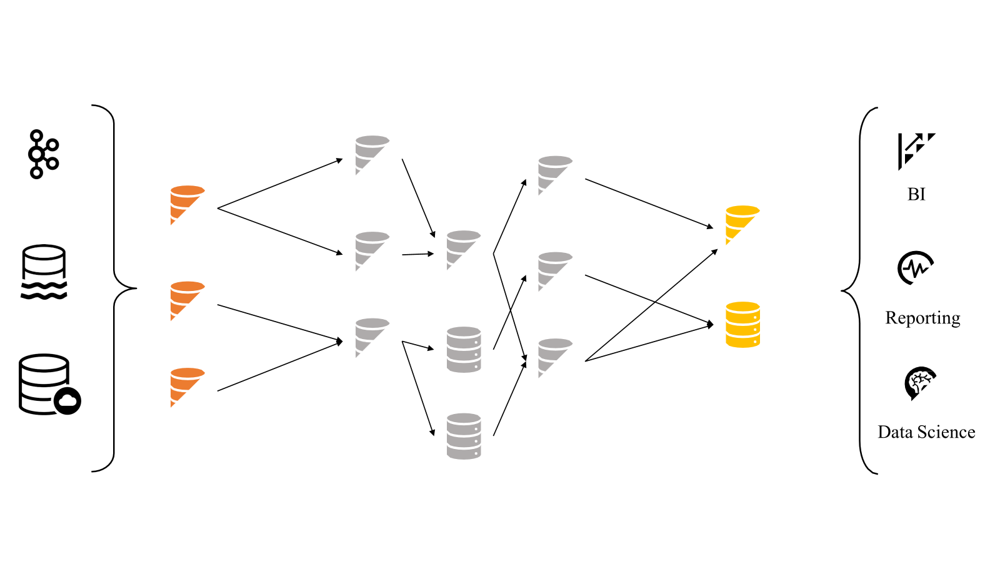 BI
Reporting
Data Science